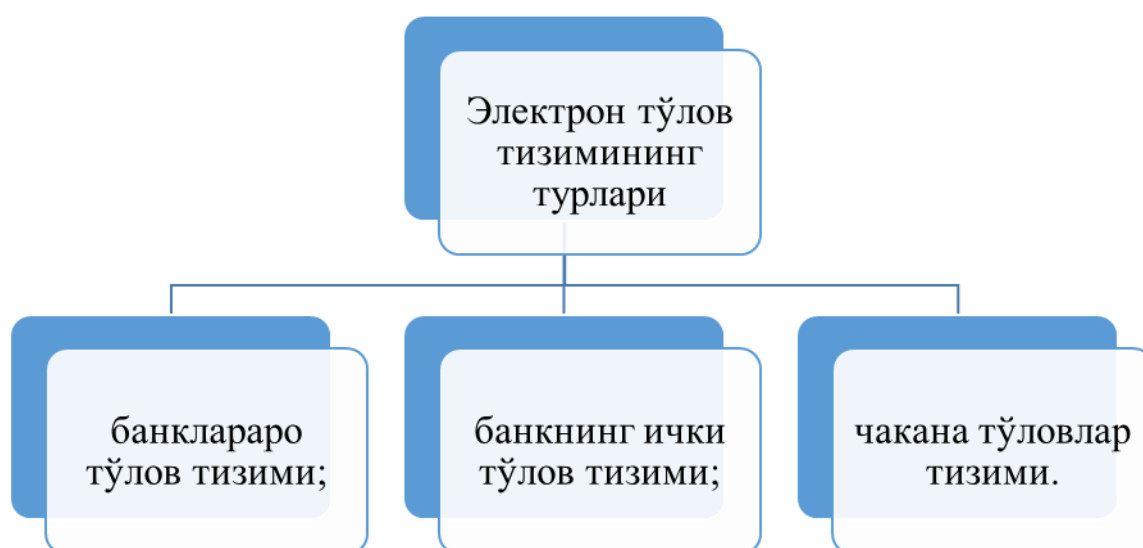 Электрон тўлов
тизимининг
турлари
банклараро
тўлов тизими;
банкнинг ички
тўлов тизими;
чакана тўловлар
тизими.